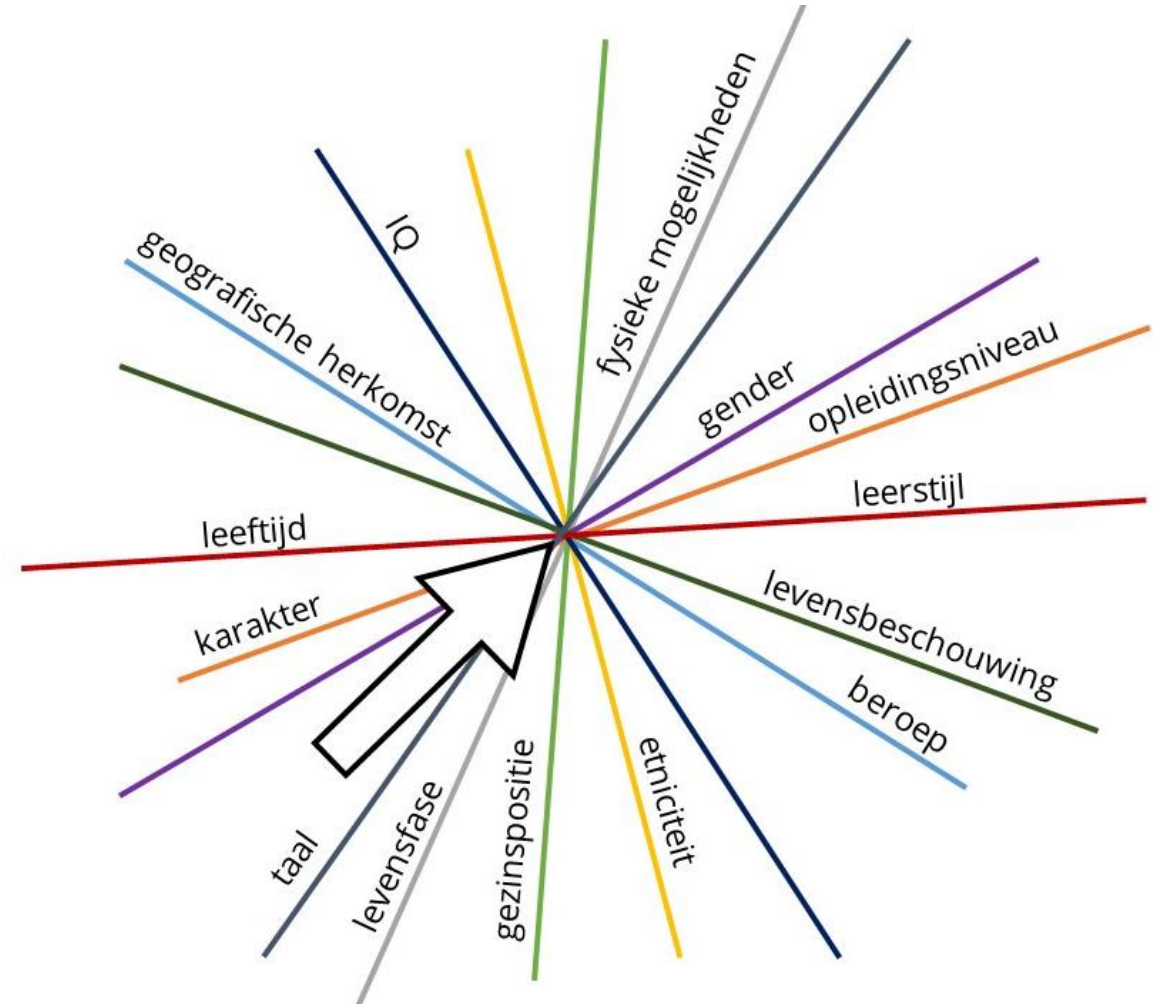 fysieke mogelijkheden
IQ
geografische herkomst
gender
opleidingsniveau
leerstijl
leeftijd
karakter
levensbeschouwing
beroep
etniciteit
gezinspositie
levensfase
taal